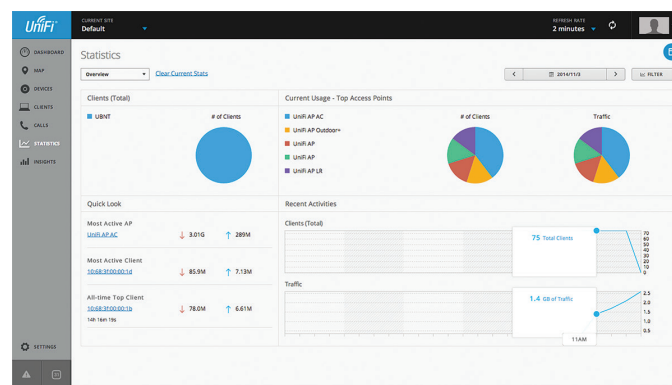 UniFi
CURRENT SITE
Default
REFRESH RATE
2 minutes
DASHBOARD
MAP
DEVICES
CLIENTS
CALLS
STATISTICS
INSIGHTS
SETTINGS
Statistics
Overview
Clear Current Stats
2014/11/3
FILTER
Clients (Total)
UBNT
# of Clients
Current Usage - Top Access Points
UniFi AP AC
UniFi AP Outdoor+
UniFi AP
UniFi AP
UniFi AP LR
# of Clients
Traffic
Quick Look
Most Active AP
UniFi AP AC
3.01G
289M
Most Active Client
10:68:3f:00:00:1d
85.9M
7.13M
All-time Top Client
10:68:3f:00:00:1b
78.0M
6.61M
14h 16m 19s
Recent Activities
Clients (Total)
75 Total Clients
70
60
50
40
30
20
10
0
Traffic
1.4 GB of Traffic
2.5
2.0
1.5
1.0
0.5
11AM